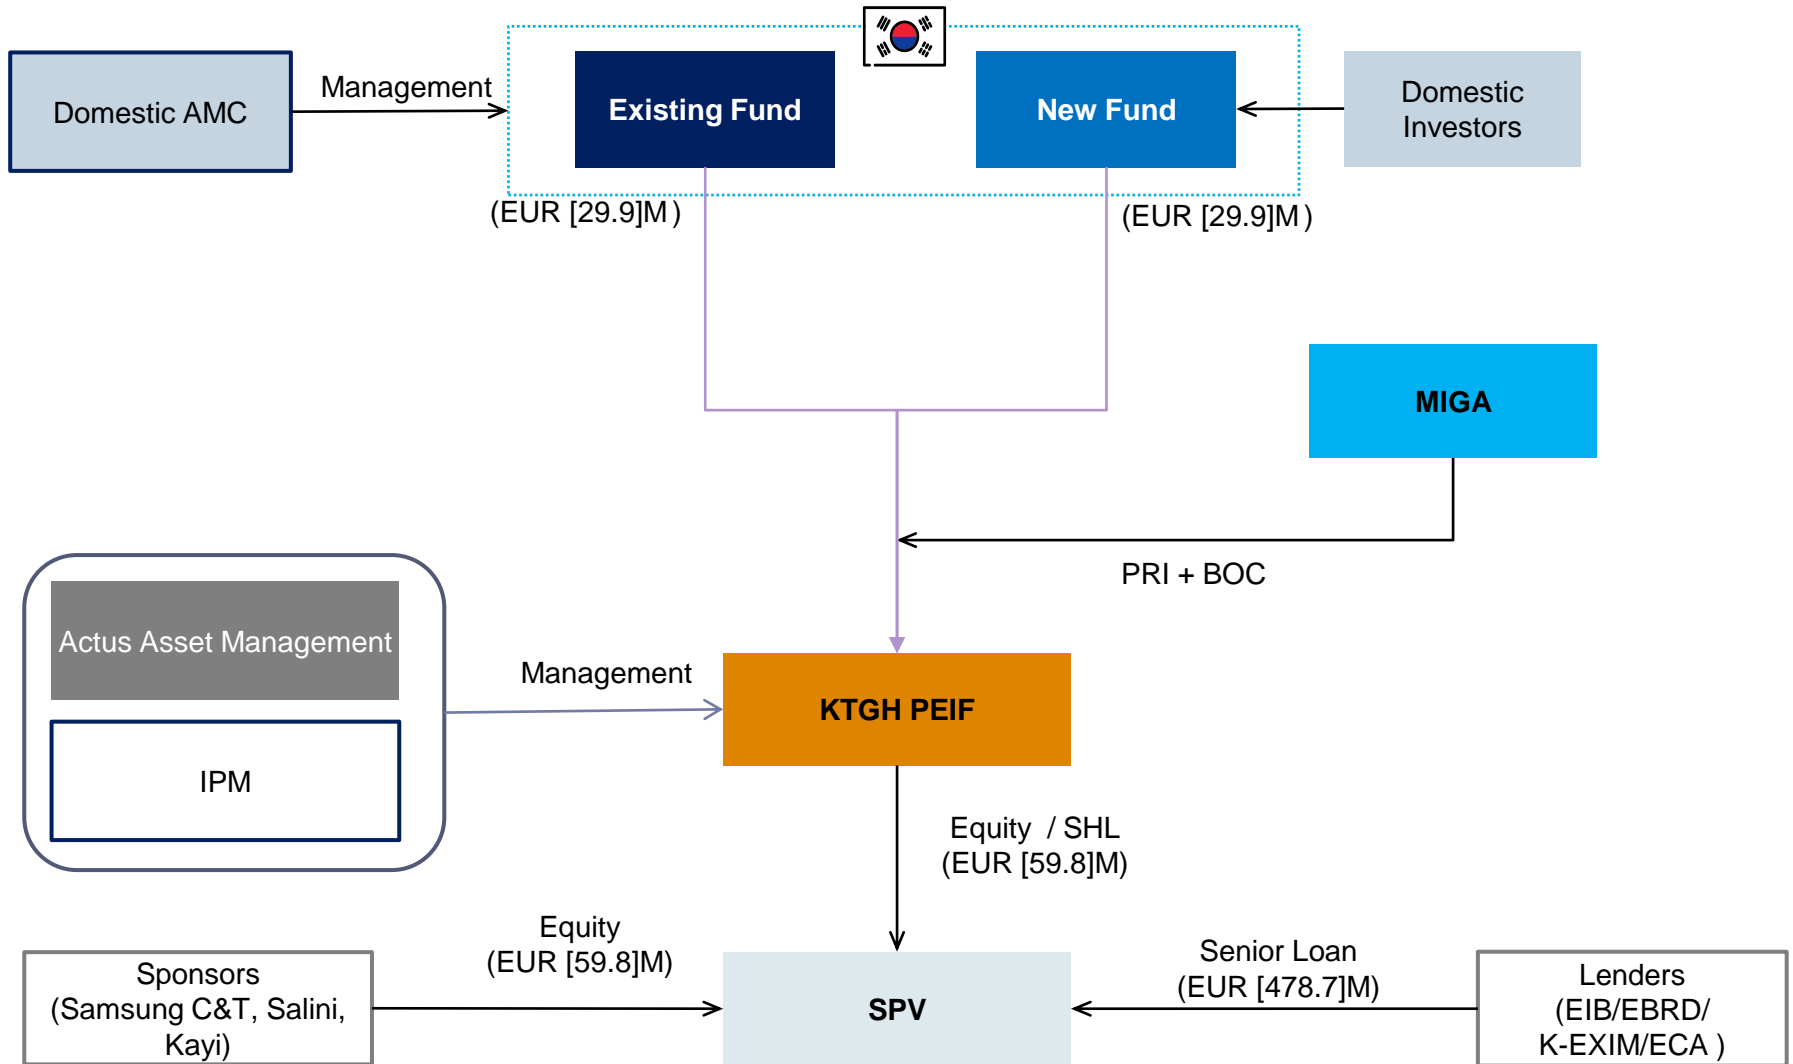 Domestic AMC
Management
Existing Fund
New Fund
Domestic
Investors
(EUR [29.9]M )
(EUR [29.9]M )
MIGA
PRI + BOC
Actus Asset Management
IPM
Management
KTGH PEIF
Equity / SHL
(EUR [59.8]M)
Equity
(EUR [59.8]M)
Senior Loan
(EUR [478.7]M)
Sponsors
(Samsung C&T, Salini,
Kayi)
SPV
Lenders
(EIB/EBRD/
K-EXIM/ECA )